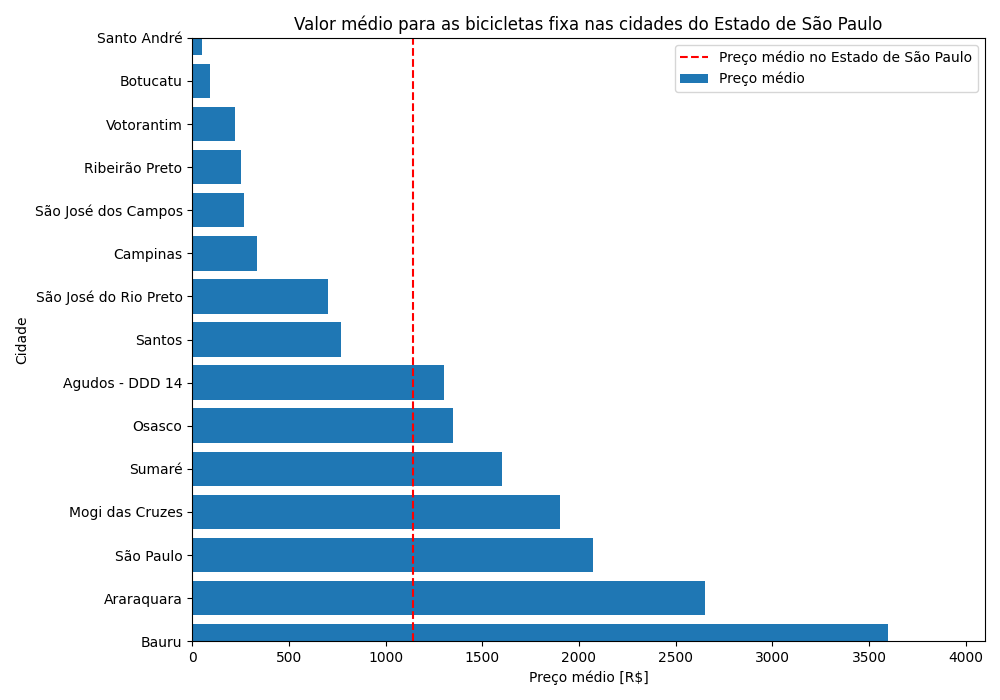 Valor médio para as bicicletas fixa nas cidades do Estado de São Paulo
Preço médio no Estado de São Paulo
Preço médio
Cidade
Santo André
Botucatu
Votorantim
Ribeirão Preto
São José dos Campos
Campinas
São José do Rio Preto
Santos
Agudos - DDD 14
Osasco
Sumaré
Mogi das Cruzes
São Paulo
Araraquara
Bauru
0 500 1000 1500 2000 2500 3000 3500 4000
Preço médio [R$]